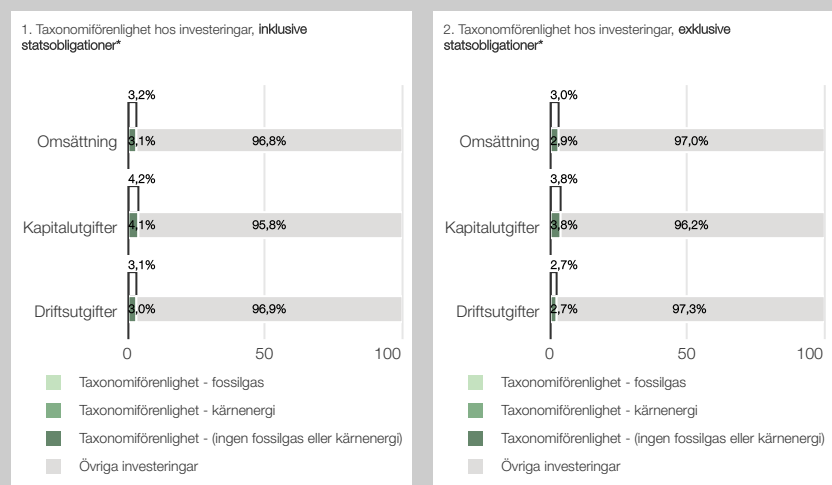 1. Taxonomiförenlighet hos investeringar, inklusive
statsobligationer*
3,2%
Omsättning
3,1%
96,8%
4,2%
Kapitalutgifter
4,1%
95,8%
3,1%
Driftsutgifter
3,0%
96,9%
0
50
100
Taxonomiförenlighet - fossilgas
Taxonomiförenlighet - kärnenergi
Taxonomiförenlighet - (ingen fossilgas eller kärnenergi)
Övriga investeringar
2. Taxonomförenlighet hos investeringar, exklusive
statsobligationer*
3,0%
Omsättning
2,9%
97,0%
3,8%
Kapitalutgifter
3,8%
96,2%
2,7%
Driftsutgifter
2,7%
97,3%
0
50
100
Taxonomiförenlighet - fossilgas
Taxonomiförenlighet - kärnenergi
Taxonomiförenlighet - (ingen fossilgas eller kärnenergi)
Övriga investeringar